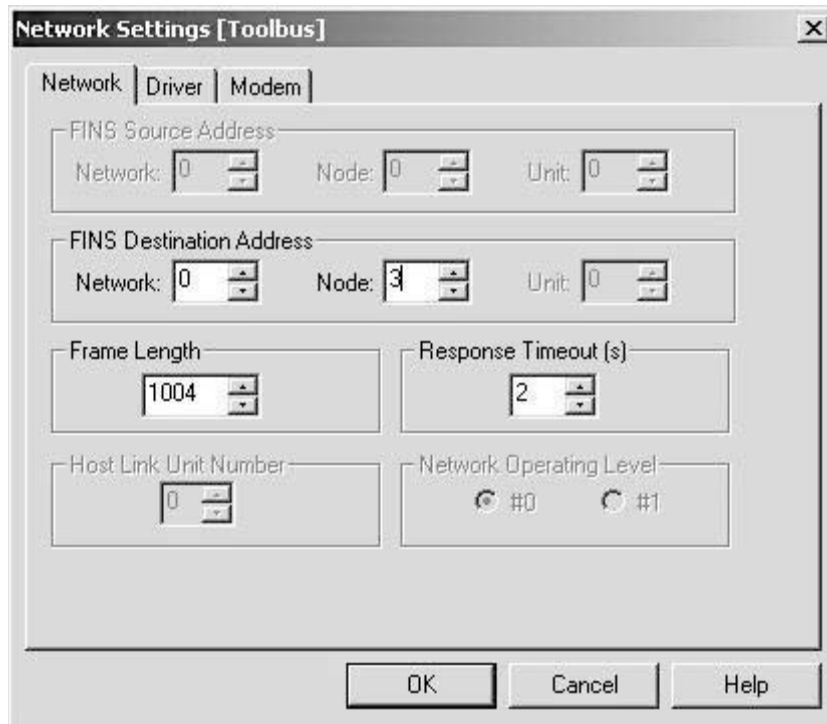 Network Settings [Toolbus]
Network Driver Modem
FINS Source Address
Network: 0 Node: 0 Unit: 0
FINS Destination Address
Network: 0 Node: 3 Unit: 0
Frame Length Response Timeout (s)
1004 2
Host Link Unit Number Network Operating Level
0 #0 #1
OK Cancel Help